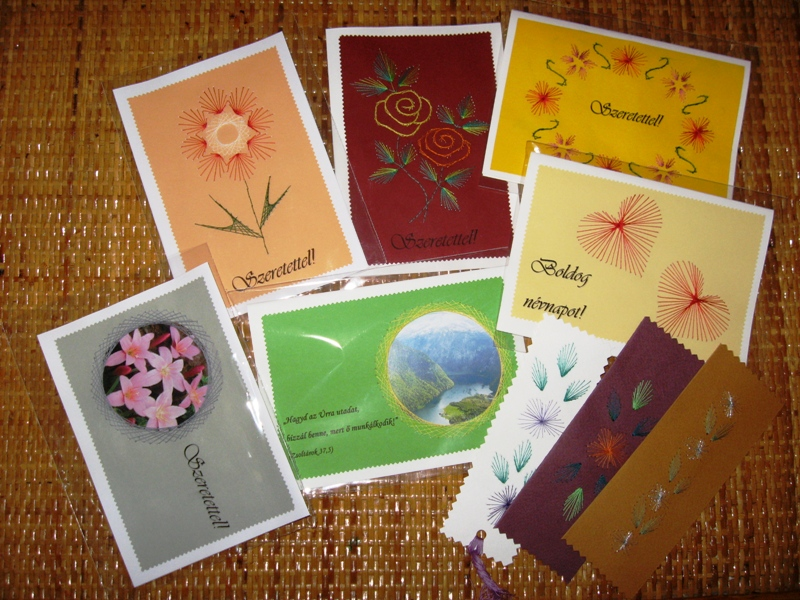 Szeretettel!
Szeretettel!
Szeretettel!
Boldog
névnapot!
Szeretettel!
„Hagyd az Úrra utadat,
bízzál benne, mert ő munkálkodik!”
(Zsoltárok 37,5)